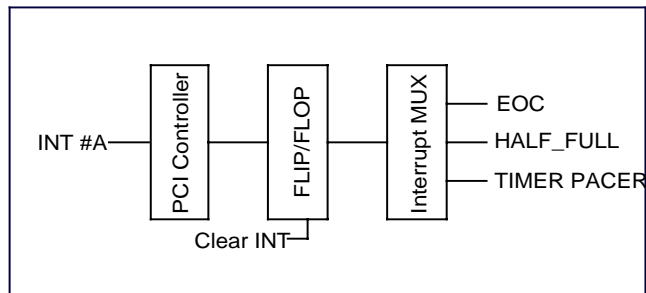 INT #A
PCI Controller
FLIP/FLOP
Clear INT
Interrupt MUX
EOC
HALF_FULL
TIMER PACER